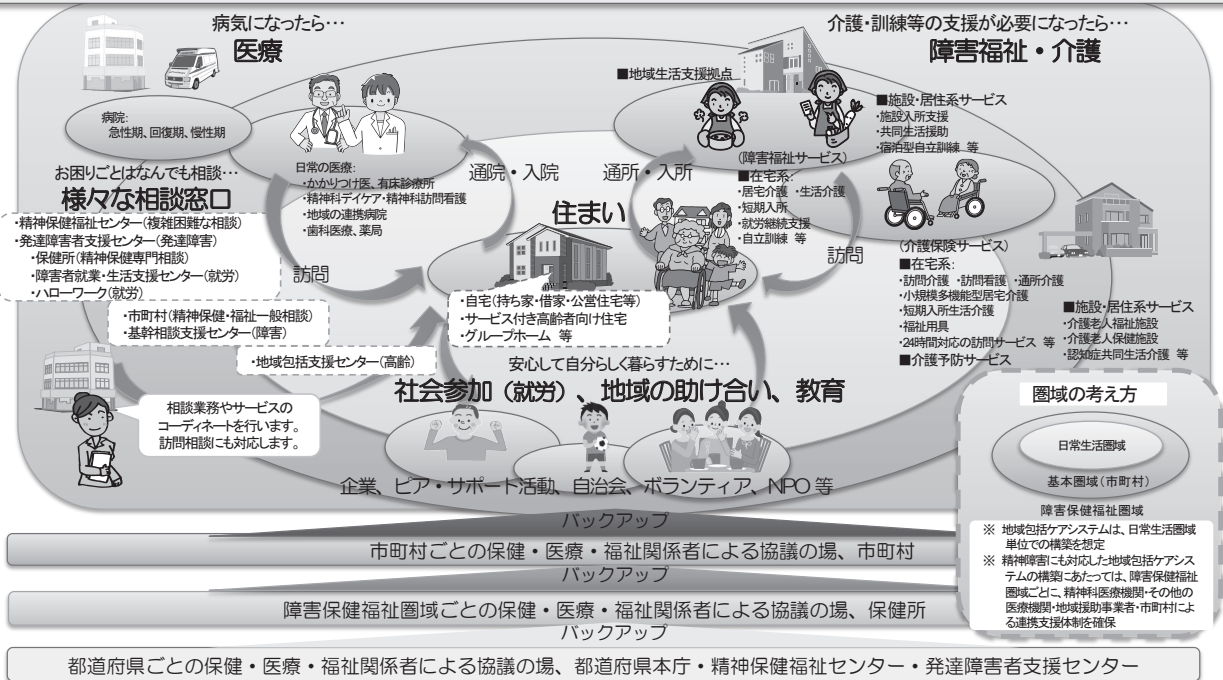 病気になったら…
医療
病院:
急性期、回復期、慢性期
日常の医療:
・かかりつけ医、有床診療所
・精神科デイケア・精神科訪問看護
・地域の連携病院
・歯科医療、薬局
通院・入院
訪問
お困りごとはなんでも相談…
様々な相談窓口
・精神保健福祉センター(複雑困難な相談)
・発達障害者支援センター(発達障害)
・保健所(精神保健専門相談)
・障害者就業・生活支援センター(就労)
・ハローワーク(就労)
・市町村(精神保健・福祉一般相談)
・基幹相談支援センター(障害)
・地域包括支援センター(高齢)
相談業務やサービスの
コーディネートを行います。
訪問相談にも対応します。
住まい
・自宅(持ち家・借家・公営住宅等)
・サービス付き高齢者向け住宅
・グループホーム 等
介護・訓練等の支援が必要になったら…
障害福祉・介護
■地域生活支援拠点
■施設・居住系サービス
・施設入所支援
・共同生活援助
・宿泊型自立訓練 等
通所・入所
訪問
(障害福祉サービス)
■在宅系:
・居宅介護 ・生活介護
・短期入所
・就労継続支援
・自立訓練 等
(介護保険サービス)
■在宅系:
・訪問介護 ・訪問看護 ・通所介護
・小規模多機能型居宅介護
・短期入所生活介護
・福祉用具
・24時間対応の訪問サービス 等
■介護予防サービス
■施設・居住系サービス
・介護老人福祉施設
・介護老人保健施設
・認知症共同生活介護 等
安心して自分らしく暮らすために…
社会参加(就労)、地域の助け合い、教育
企業、ピア・サポート活動、自治会、ボランティア、NPO 等
圏域の考え方
日常生活圏域
基本圏域(市町村)
障害保健福祉圏域
※ 地域包括ケアシステムは、日常生活圏域
単位での構築を想定
※ 精神障害にも対応した地域包括ケアシス
テムの構築にあたっては、障害保健福祉
圏域ごとに、精神科医療機関・その他の
医療機関・地域援助事業者・市町村によ
る連携支援体制を確保
バックアップ
市町村ごとの保健・医療・福祉関係者による協議の場、市町村
バックアップ
障害保健福祉圏域ごとの保健・医療・福祉関係者による協議の場、保健所
バックアップ
都道府県ごとの保健・医療・福祉関係者による協議の場、都道府県本庁・精神保健福祉センター・発達障害者支援センター